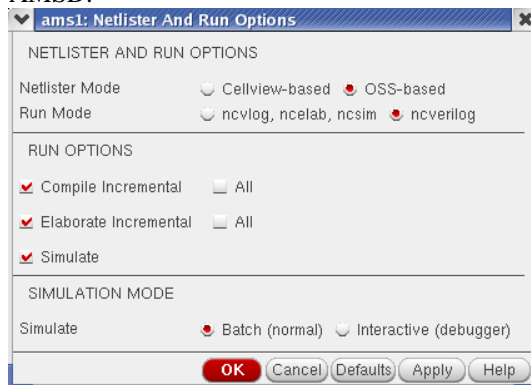 AMSD:
ams1: Netlister And Run Options
NETLISTER AND RUN OPTIONS
Netlister Mode Cellview-based OSS-based
Run Mode ncvlog, ncelab, ncsim ncverilog
RUN OPTIONS
Compile Incremental All
Elaborate Incremental All
Simulate
SIMULATION MODE
Simulate Batch (normal) Interactive (debugger)
OK Cancel Defaults Apply Help